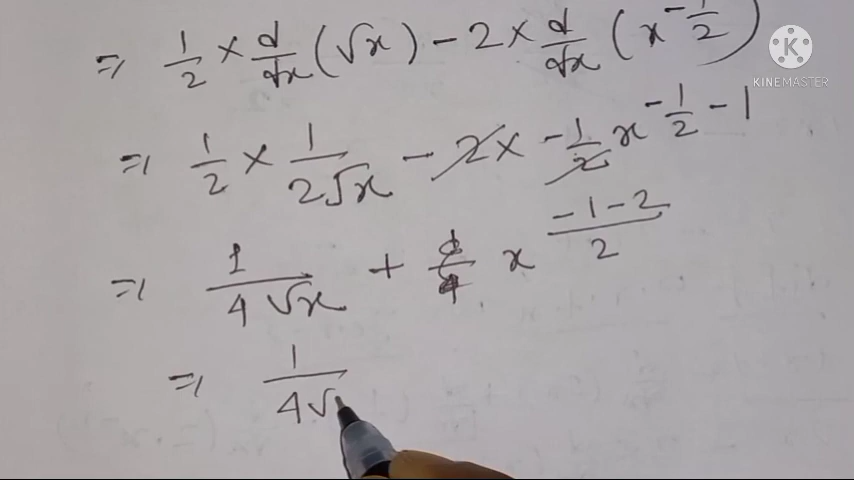 ⇒ 1/2 × d/dx (√x) − 2 × d/dx (x^-1/2)
K
KINEMASTER
⇒ 1/2 × 1/2√x − 2 × -1/2 x^-1/2 - 1
⇒ 1/4√x + x^(-1-2)/2
⇒ 1/4√